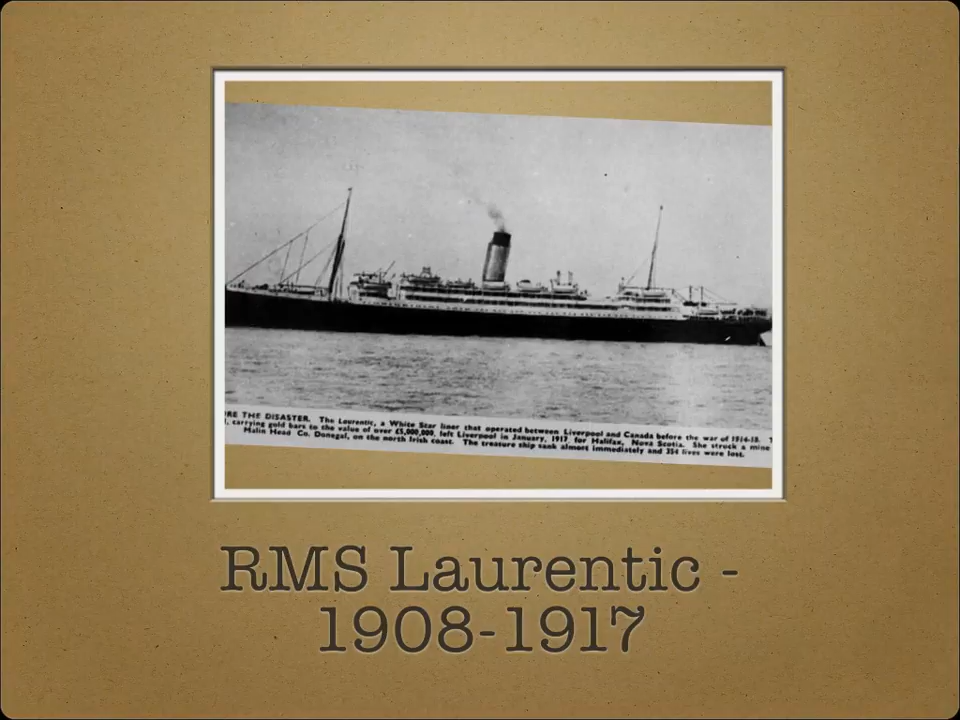 RE THE DISASTER. The Laurentic, a White Star liner that operated between Liverpool and Canada before the war of 1914-18. T
, carrying gold bars to the value of over £5,000,000, left Liverpool in January, 1917, for Halifax, Nova Scotia. She struck a mine
Malin Head Co. Donegal, on the north Irish coast. The treasure ship sank almost immediately and 354 lives were lost.
RMS Laurentic -
1908-1917